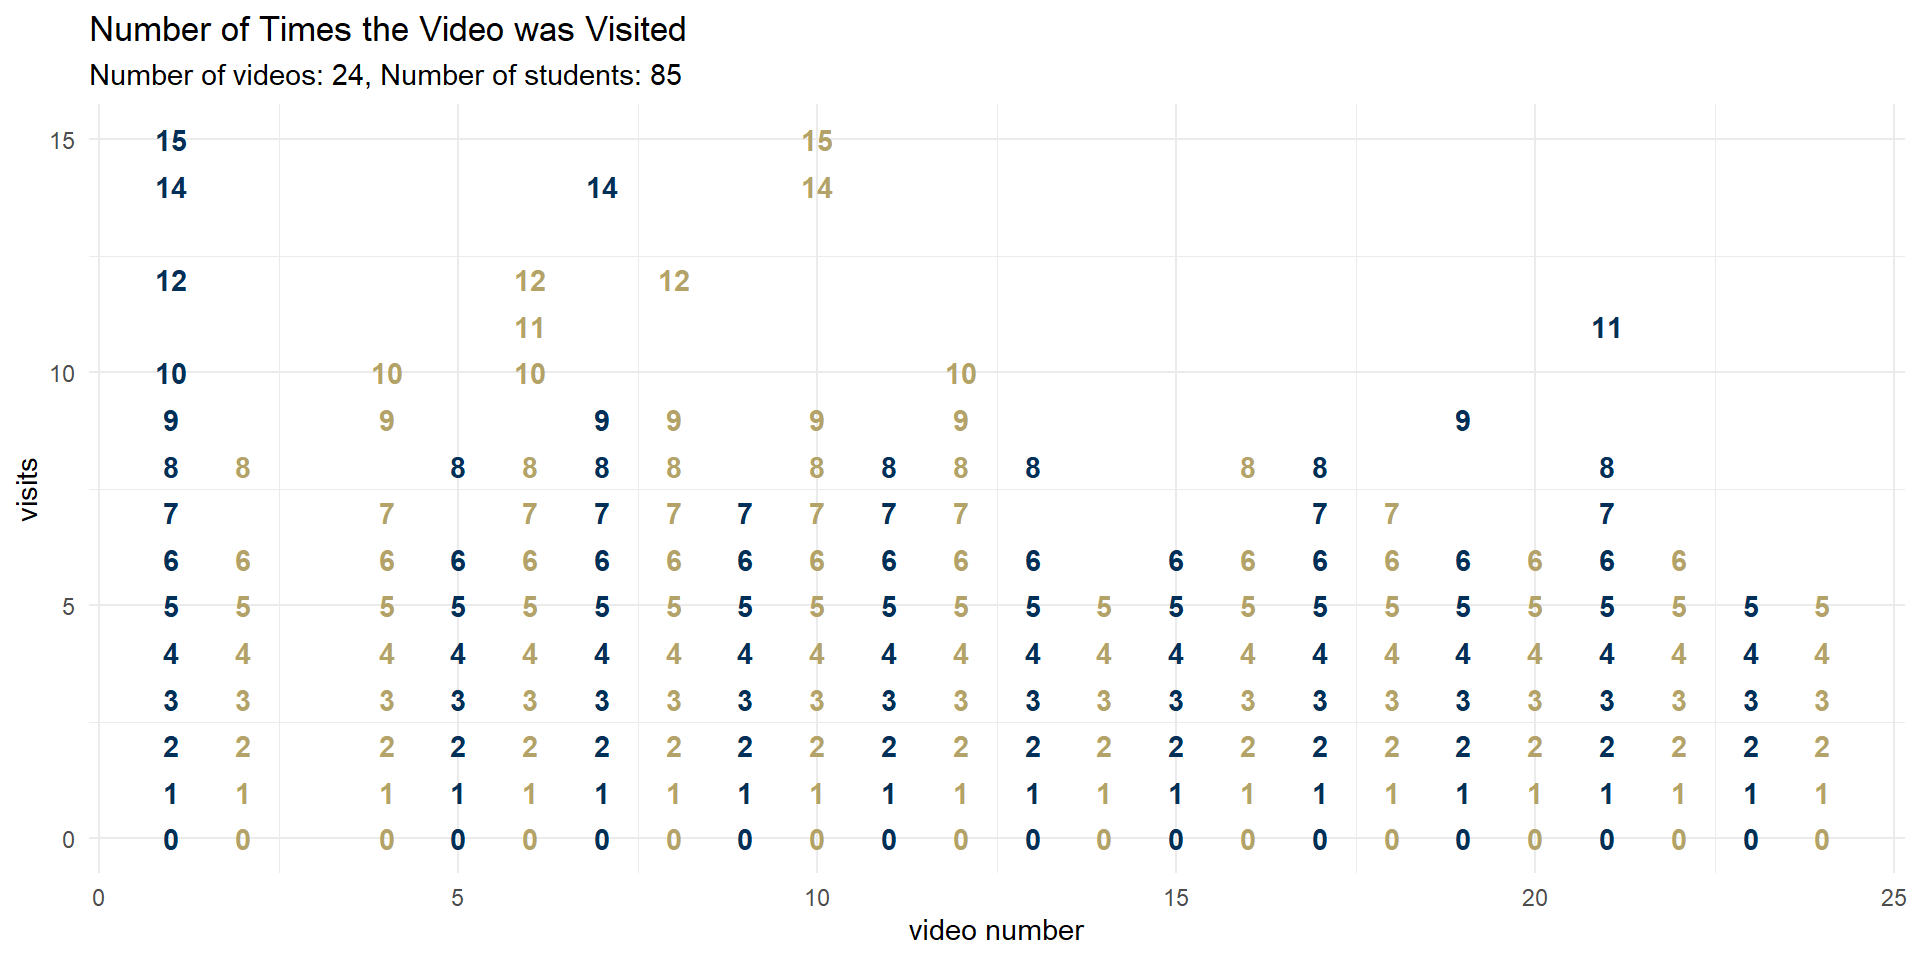 Number of Times the Video was Visited
Number of videos: 24, Number of students: 85
15 15 15
14 14 14
12 12 12
11 11
10 10 10 10 10
9 9 9 9 9 9 9
8 8 8 8 8 8 8 8 8 8 8 8 8
7 7 7 7 7 7 7 7 7 7 7 7
6 6 6 6 6 6 6 6 6 6 6 6 6 6 6 6 6 6 6 6
5 5 5 5 5 5 5 5 5 5 5 5 5 5 5 5 5 5 5 5 5 5 5 5
4 4 4 4 4 4 4 4 4 4 4 4 4 4 4 4 4 4 4 4 4 4 4
3 3 3 3 3 3 3 3 3 3 3 3 3 3 3 3 3 3 3 3 3 3 3
2 2 2 2 2 2 2 2 2 2 2 2 2 2 2 2 2 2 2 2 2 2 2
1 1 1 1 1 1 1 1 1 1 1 1 1 1 1 1 1 1 1 1 1 1 1
0 0 0 0 0 0 0 0 0 0 0 0 0 0 0 0 0 0 0 0 0 0 0 0
0 5 10 15 20 25
video number
visits